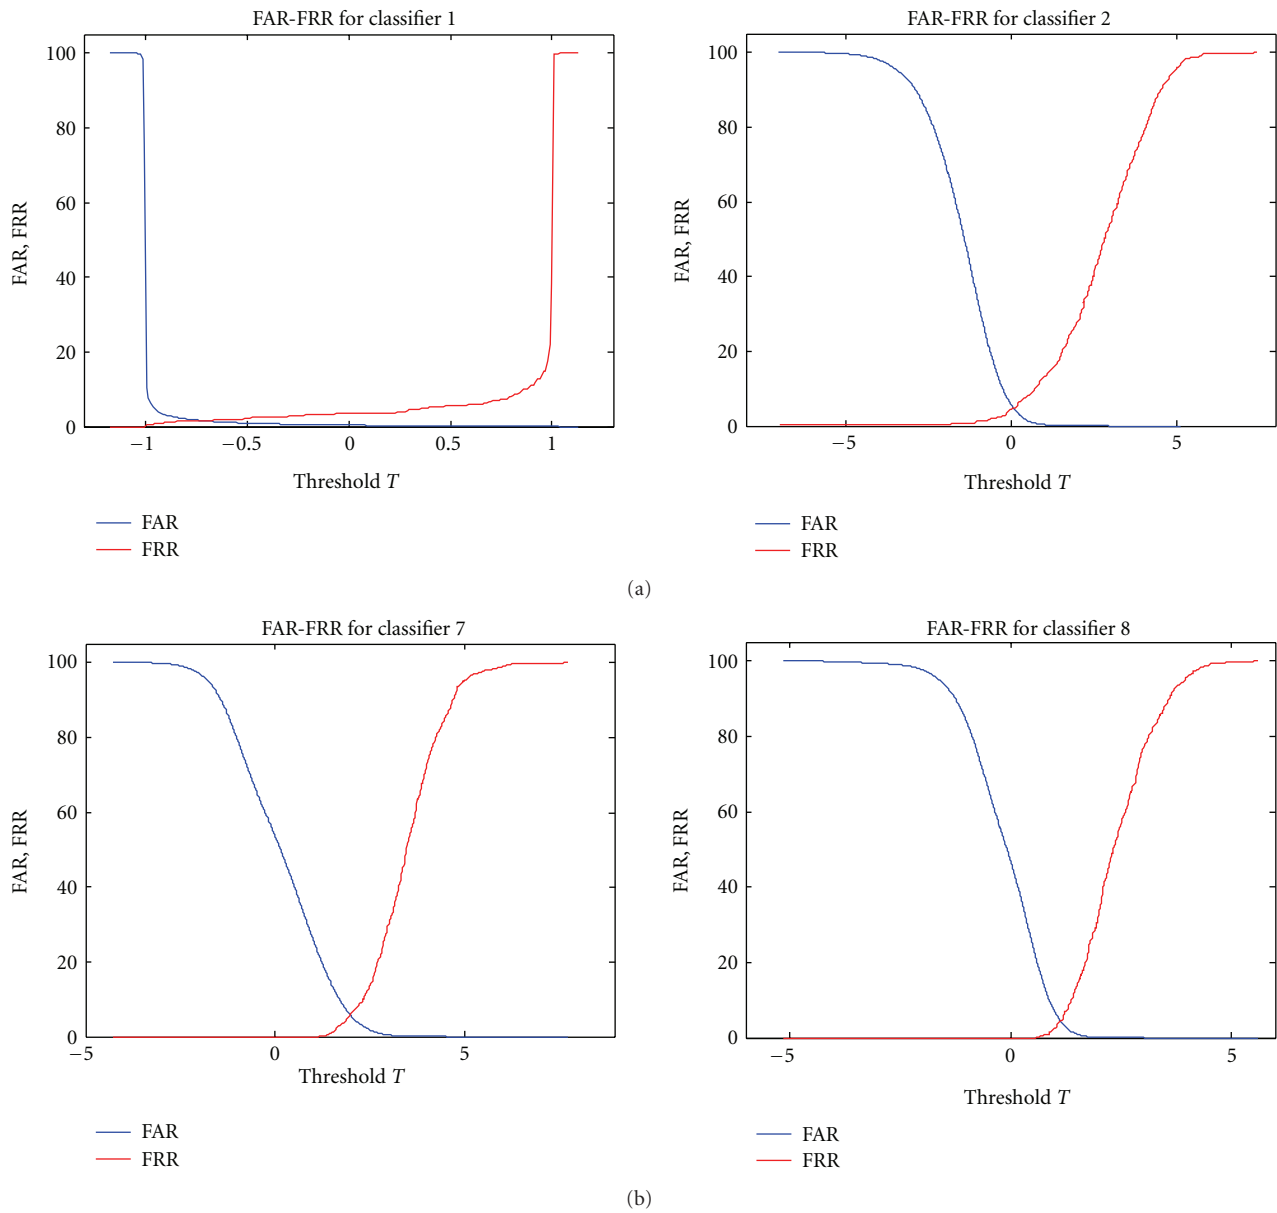 FAR-FRR for classifier 1
100
80
60
40
20
0
FAR, FRR
−1
−0.5
0
0.5
1
Threshold T
FAR
FRR
FAR-FRR for classifier 2
100
80
60
40
20
0
FAR, FRR
−5
0
5
Threshold T
FAR
FRR
(a)
FAR-FRR for classifier 7
100
80
60
40
20
0
FAR, FRR
−5
0
5
Threshold T
FAR
FRR
FAR-FRR for classifier 8
100
80
60
40
20
0
FAR, FRR
−5
0
5
Threshold T
FAR
FRR
(b)